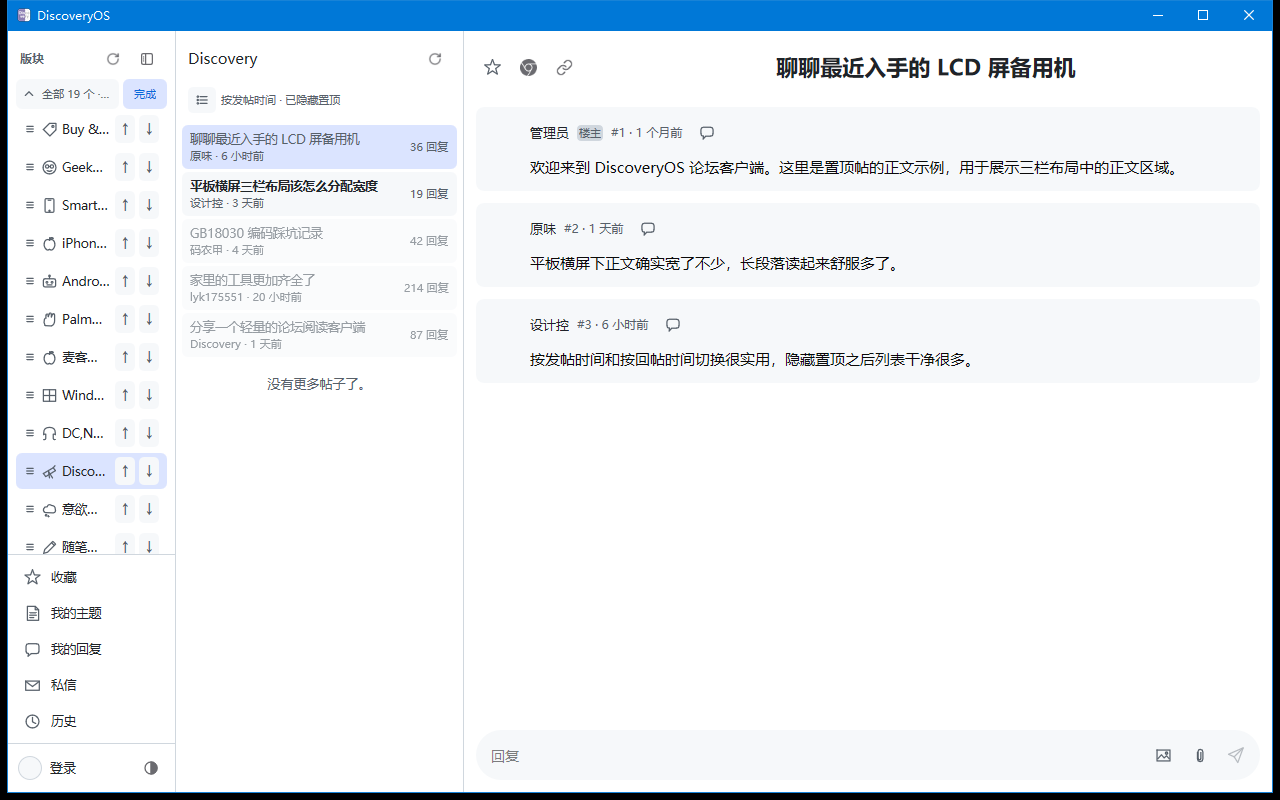 DiscoveryOS
版块
全部 19 个 ·...
完成
Buy &...
Geek...
Smart...
iPhon...
Andro...
Palm...
麦客...
Wind...
DC,N...
Disco...
意欲...
随笔...
收藏
我的主题
我的回复
私信
历史
登录
Discovery
按发帖时间 · 已隐藏置顶
聊聊最近入手的 LCD 屏备用机
原味 · 6 小时前
36 回复
平板横屏三栏布局该怎么分配宽度
设计控 · 3 天前
19 回复
GB18030 编码踩坑记录
码农甲 · 4 天前
42 回复
家里的工具更加齐全了
lyk175551 · 20 小时前
214 回复
分享一个轻量的论坛阅读客户端
Discovery · 1 天前
87 回复
没有更多帖子了。
聊聊最近入手的 LCD 屏备用机
管理员 楼主 #1 · 1 个月前
欢迎来到 DiscoveryOS 论坛客户端。这里是置顶帖的正文示例，用于展示三栏布局中的正文区域。
原味 #2 · 1 天前
平板横屏下正文确实宽了不少，长段落读起来舒服多了。
设计控 #3 · 6 小时前
按发帖时间和按回帖时间切换很实用，隐藏置顶之后列表干净很多。
回复